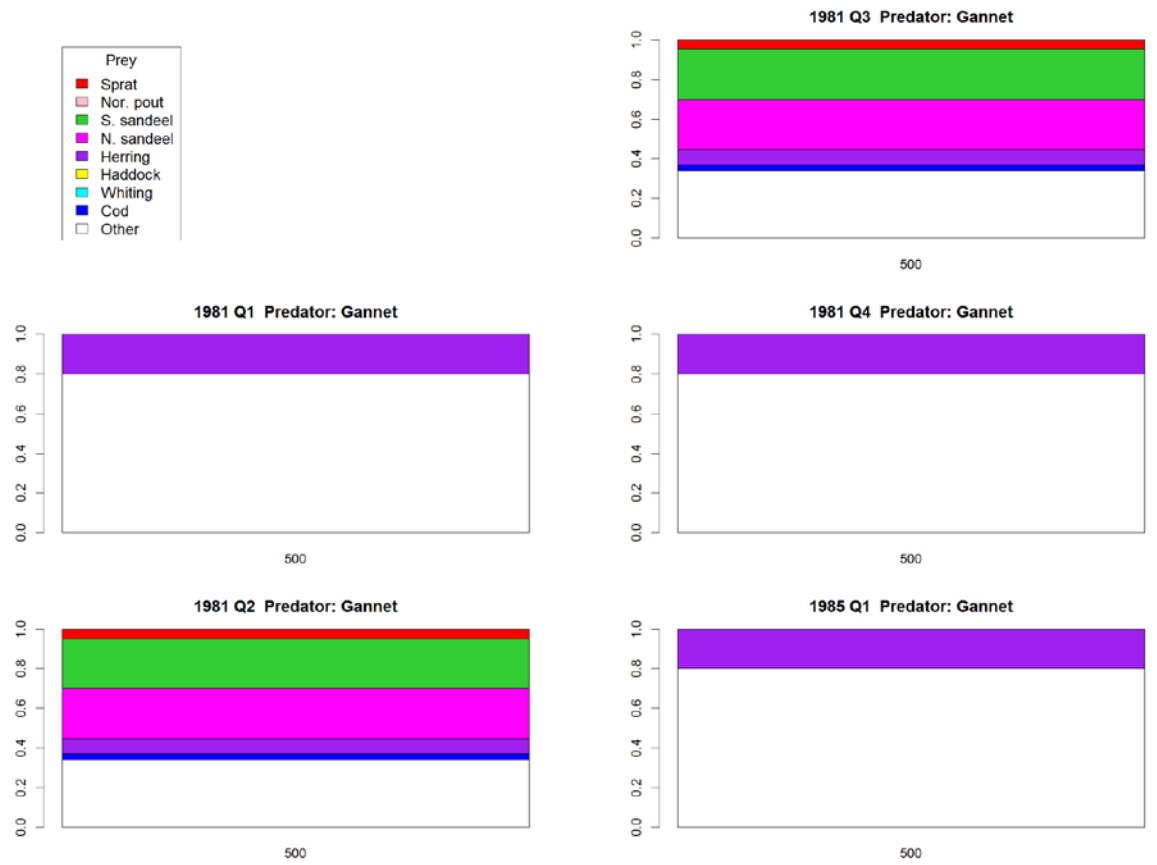 Prey
Sprat
Nor. pout
S. sandeel
N. sandeel
Herring
Haddock
Whiting
Cod
Other
1981 Q3 Predator: Gannet
1.0
0.8
0.6
0.4
0.2
0.0
500
1981 Q1 Predator: Gannet
1.0
0.8
0.6
0.4
0.2
0.0
500
1981 Q4 Predator: Gannet
1.0
0.8
0.6
0.4
0.2
0.0
500
1981 Q2 Predator: Gannet
1.0
0.8
0.6
0.4
0.2
0.0
500
1985 Q1 Predator: Gannet
1.0
0.8
0.6
0.4
0.2
0.0
500